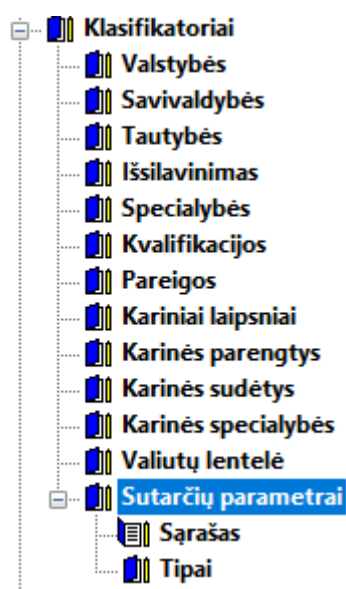 Klasifikatoriai
Valstybės
Savivaldybės
Tautybės
Išsilavinimas
Specialybės
Kvalifikacijos
Pareigos
Kariniai laipsniai
Karinės parengtys
Karinės sudėtys
Karinės specialybės
Valiutų lentelė
Sutarčių parametrai
Sąrašas
Tipai